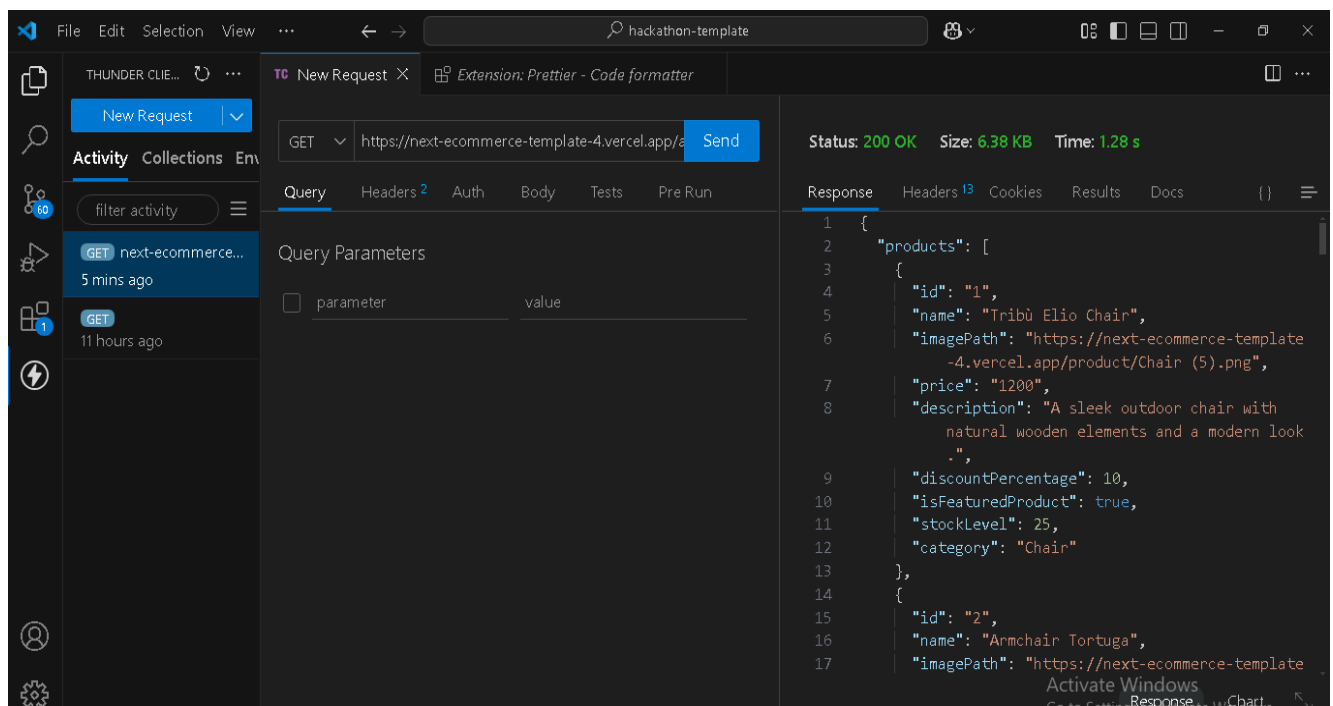 File Edit Selection View ··· hackathon-template
THUNDER CLIE... ···
TC New Request Extension: Prettier - Code formatter ···
New Request
Activity Collections Env
filter activity
GET next-ecommerce...
5 mins ago
GET
11 hours ago
60
1
GET https://next-ecommerce-template-4.vercel.app/a Send
Query Headers 2 Auth Body Tests Pre Run
Query Parameters
parameter value
Status: 200 OK Size: 6.38 KB Time: 1.28 s
Response Headers 13 Cookies Results Docs {}
1 {
2 "products": [
3 {
4 "id": "1",
5 "name": "Tribù Elio Chair",
6 "imagePath": "https://next-ecommerce-template
-4.vercel.app/product/Chair (5).png",
7 "price": "1200",
8 "description": "A sleek outdoor chair with
natural wooden elements and a modern look
.",
9 "discountPercentage": 10,
10 "isFeaturedProduct": true,
11 "stockLevel": 25,
12 "category": "Chair"
13 },
14 {
15 "id": "2",
16 "name": "Armchair Tortuga",
17 "imagePath": "https://next-ecommerce-template
Activate Windows
Response Chart